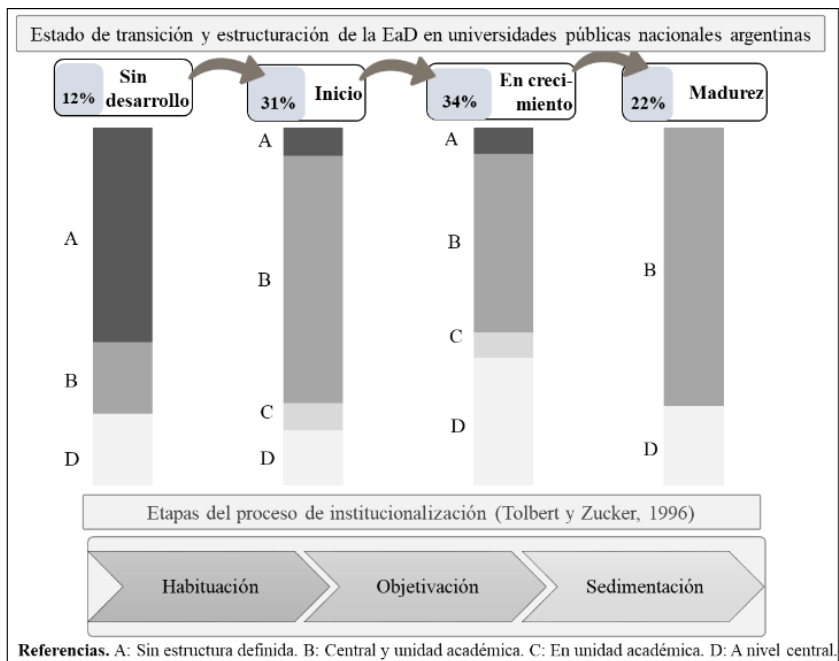 Estado de transición y estructuración de la EaD en universidades públicas nacionales argentinas
12%
Sin
desarrollo
31%
Inicio
34%
En creci-
miento
22%
Madurez
A
B
D
A
B
C
D
A
B
C
D
B
D
Etapas del proceso de institucionalización (Tolbert y Zucker, 1996)
Habituación
Objetivación
Sedimentación
Referencias. A: Sin estructura definida. B: Central y unidad académica. C: En unidad académica. D: A nivel central.